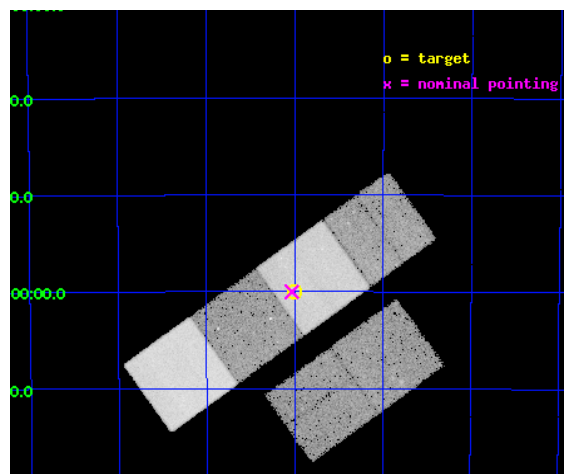 o = target
x = nominal pointing
0.0
0.0
00:00.0
0.0